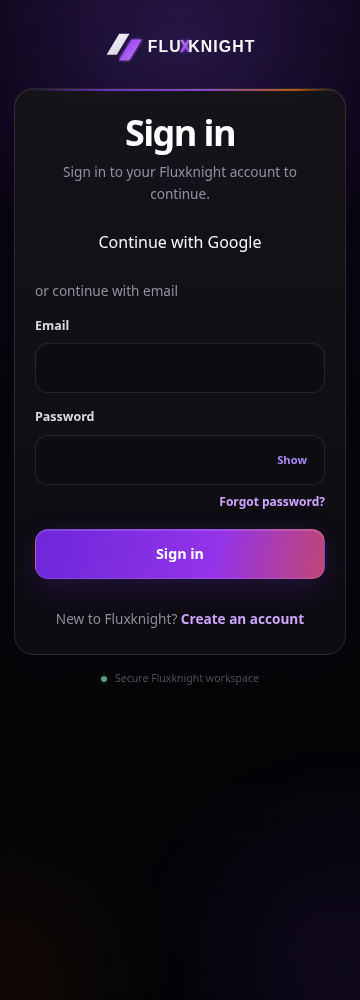 FLUXKNIGHT
Sign in
Sign in to your Fluxknight account to
continue.
Continue with Google
or continue with email
Email
Password
Show
Forgot password?
Sign in
New to Fluxknight? Create an account
Secure Fluxknight workspace